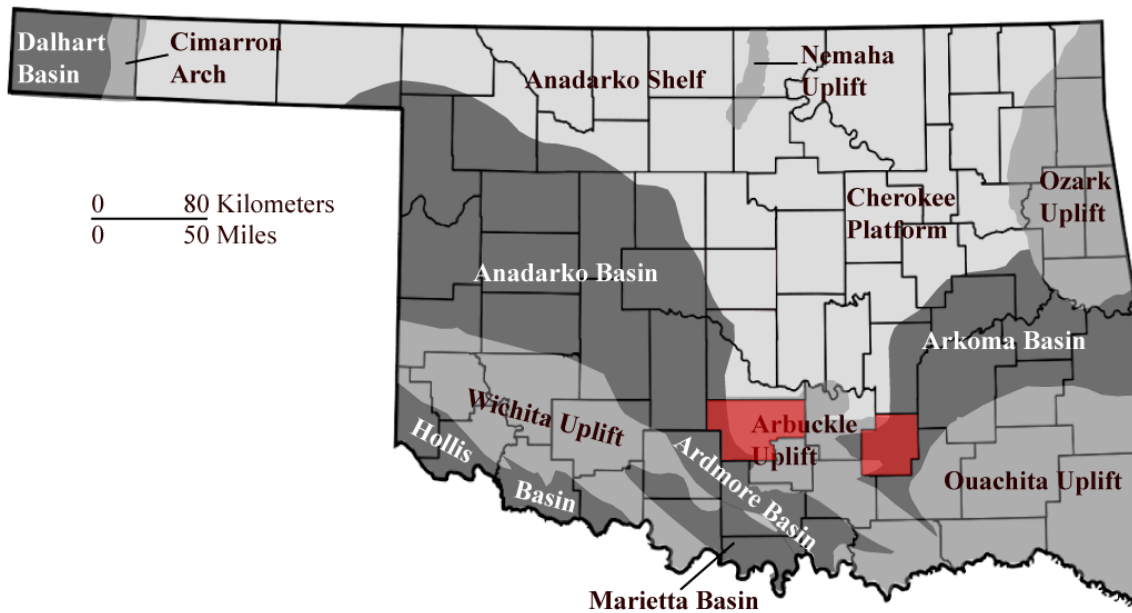 Dalhart
Basin
Cimarron
Arch
Anadarko Shelf
Nemaha
Uplift
0 80 Kilometers
0 50 Miles
Cherokee
Platform
Ozark
Uplift
Anadarko Basin
Arkoma Basin
Wichita Uplift
Arbuckle
Uplift
Hollis
Basin
Ardmore Basin
Ouachita Uplift
Marietta Basin